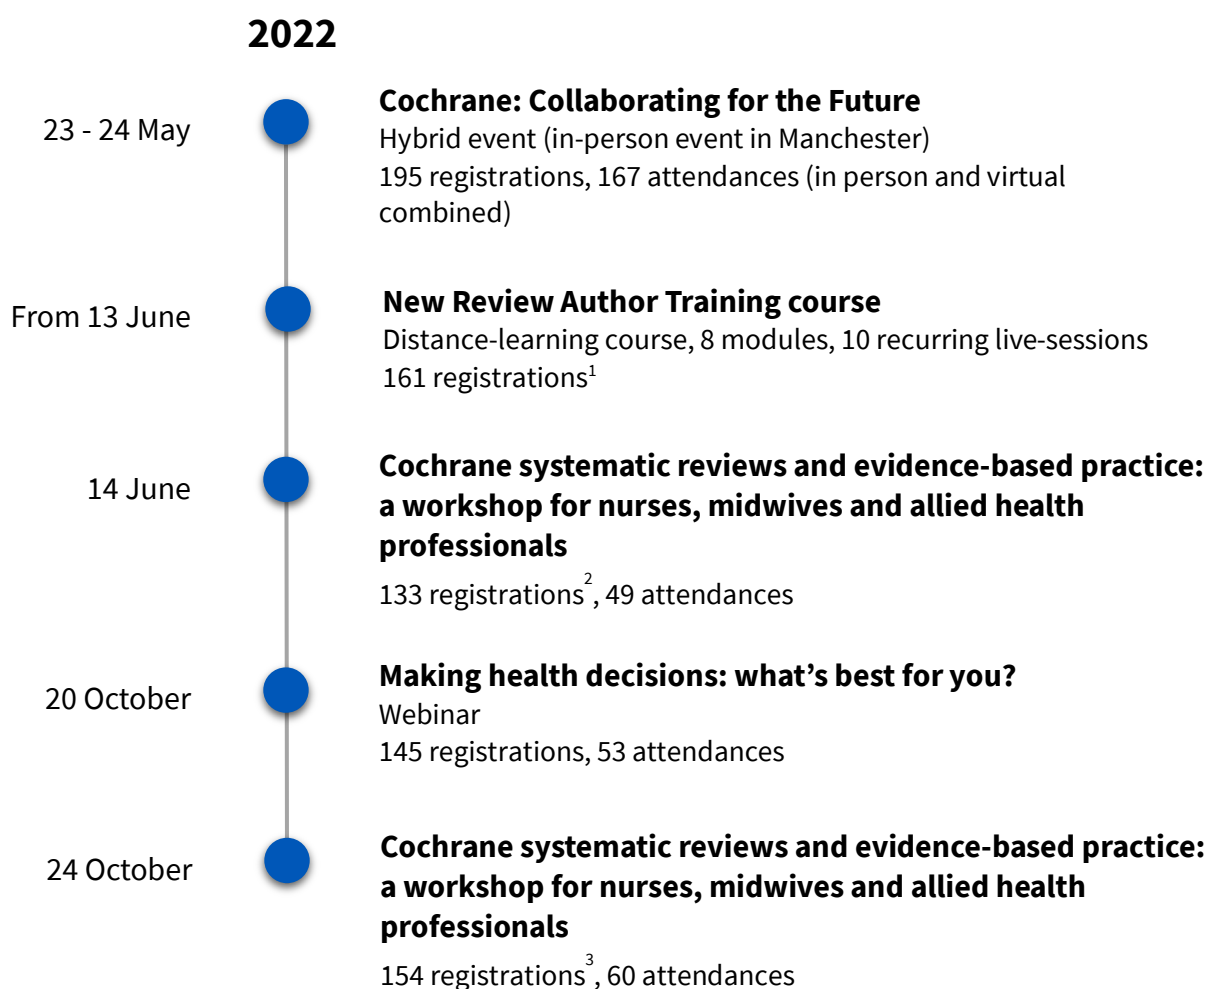 2022
23 - 24 May
Cochrane: Collaborating for the Future
Hybrid event (in-person event in Manchester)
195 registrations, 167 attendances (in person and virtual
combined)
From 13 June
New Review Author Training course
Distance-learning course, 8 modules, 10 recurring live-sessions
161 registrations¹
14 June
Cochrane systematic reviews and evidence-based practice:
a workshop for nurses, midwives and allied health
professionals
133 registrations², 49 attendances
20 October
Making health decisions: what’s best for you?
Webinar
145 registrations, 53 attendances
24 October
Cochrane systematic reviews and evidence-based practice:
a workshop for nurses, midwives and allied health
professionals
154 registrations³, 60 attendances